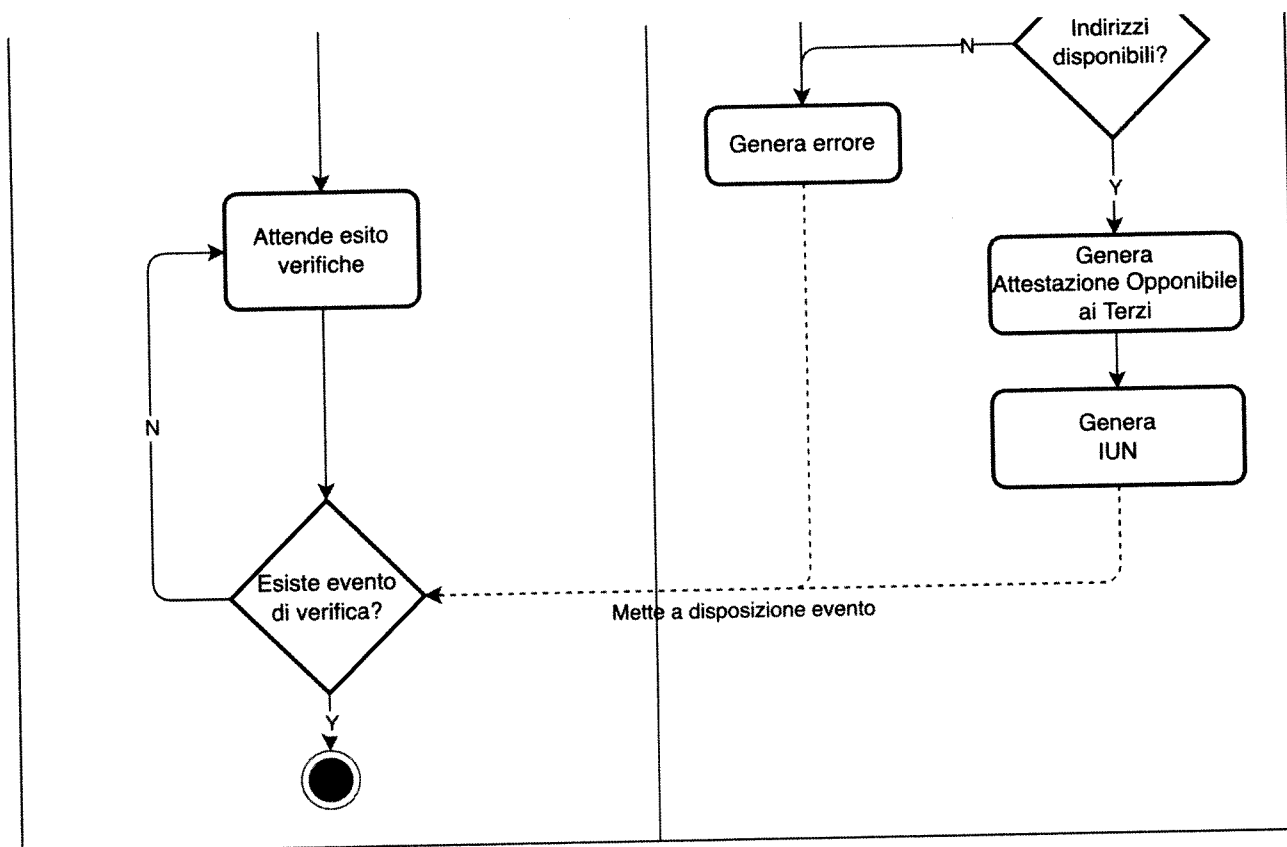 Indirizzi
disponibili?
N
Genera errore
Y
Attende esito
verifiche
Genera
Attestazione Opponibile
ai Terzi
N
Genera
IUN
Esiste evento
di verifica?
Mette a disposizione evento
Y